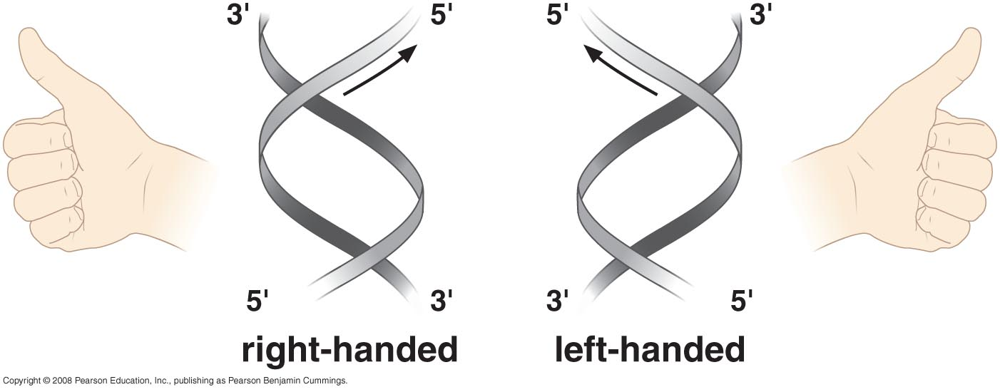 3' 5' 5' 3'
5' 3' 3' 5'
right-handed left-handed
Copyright © 2008 Pearson Education, Inc., publishing as Pearson Benjamin Cummings.